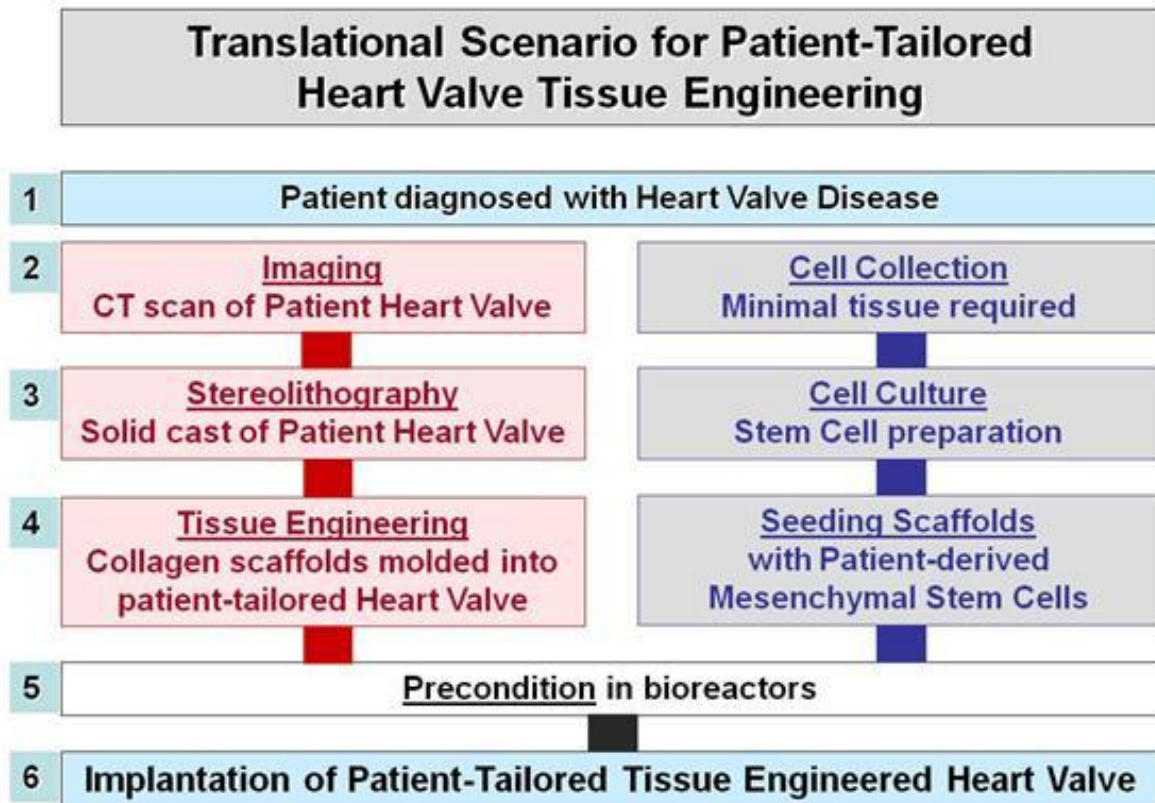 Translational Scenario for Patient-Tailored
Heart Valve Tissue Engineering
1
Patient diagnosed with Heart Valve Disease
2
Imaging
CT scan of Patient Heart Valve
Cell Collection
Minimal tissue required
3
Stereolithography
Solid cast of Patient Heart Valve
Cell Culture
Stem Cell preparation
4
Tissue Engineering
Collagen scaffolds molded into
patient-tailored Heart Valve
Seeding Scaffolds
with Patient-derived
Mesenchymal Stem Cells
5
Precondition in bioreactors
6
Implantation of Patient-Tailored Tissue Engineered Heart Valve